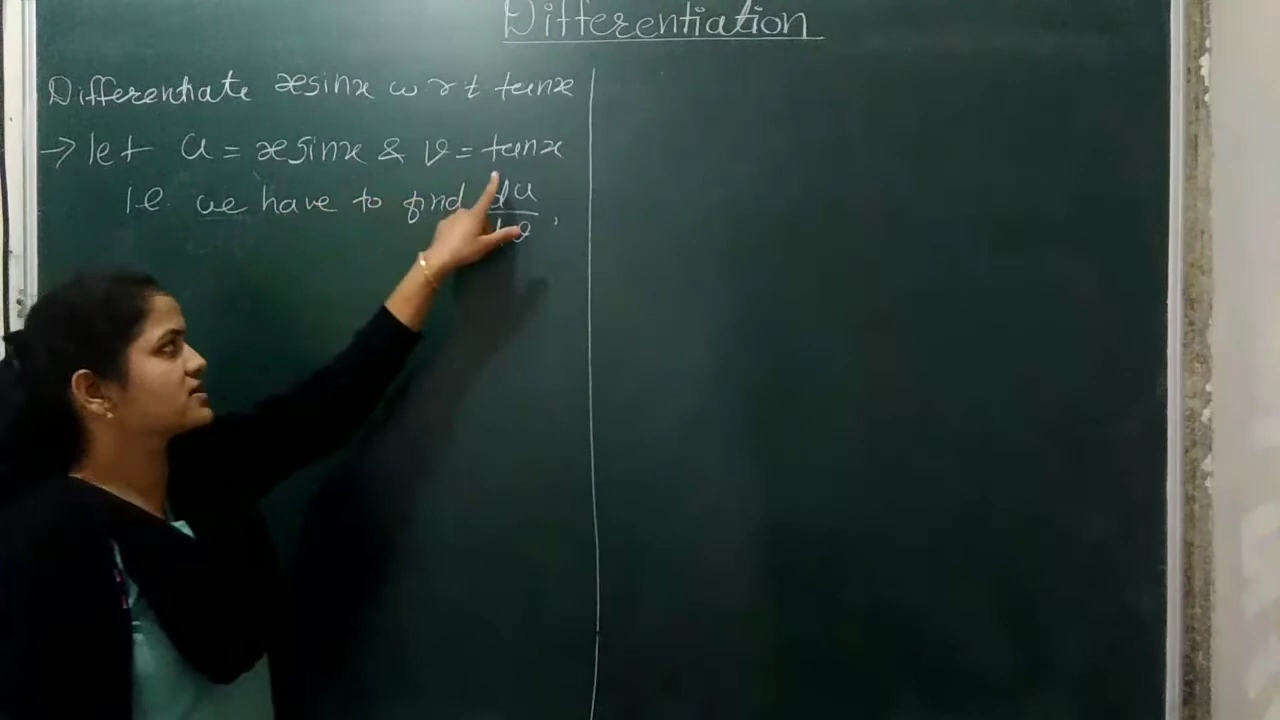 Differentiation
Differentiate xsinx w r t tanx
→ let u = xsinx & v = tanx
i.e. we have to find du/dv,